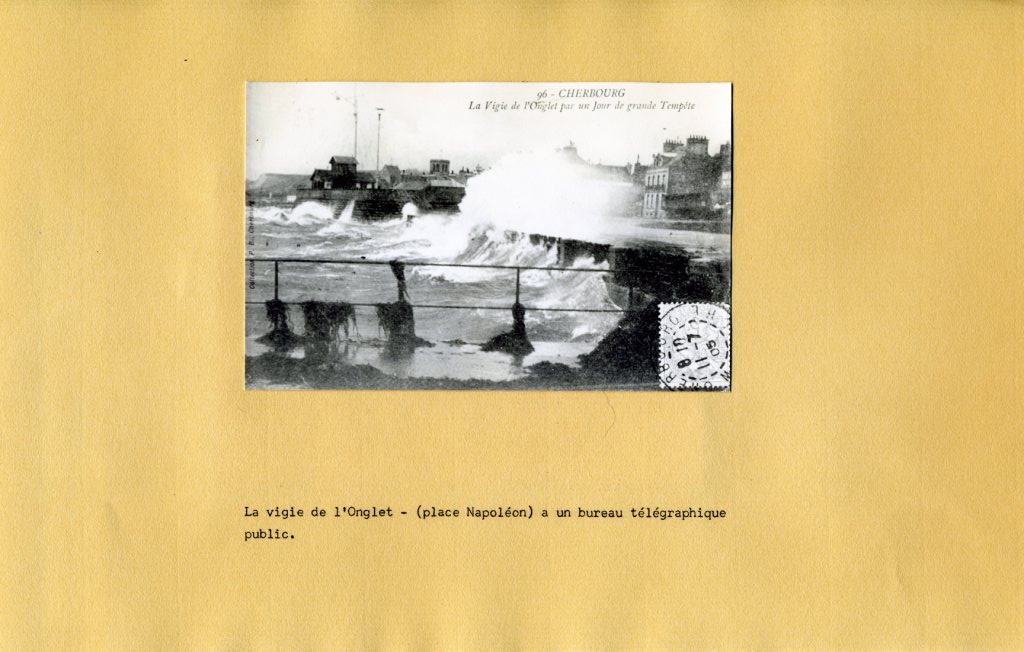 96 - CHERBOURG
La Vigie de l'Onglet par un Jour de grande Tempête
La vigie de l'Onglet - (place Napoléon) a un bureau télégraphique
public.